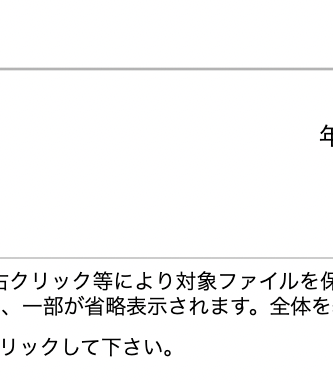 年
右クリック等により対象ファイルを保
、一部が省略表示されます。全体を
リックして下さい。